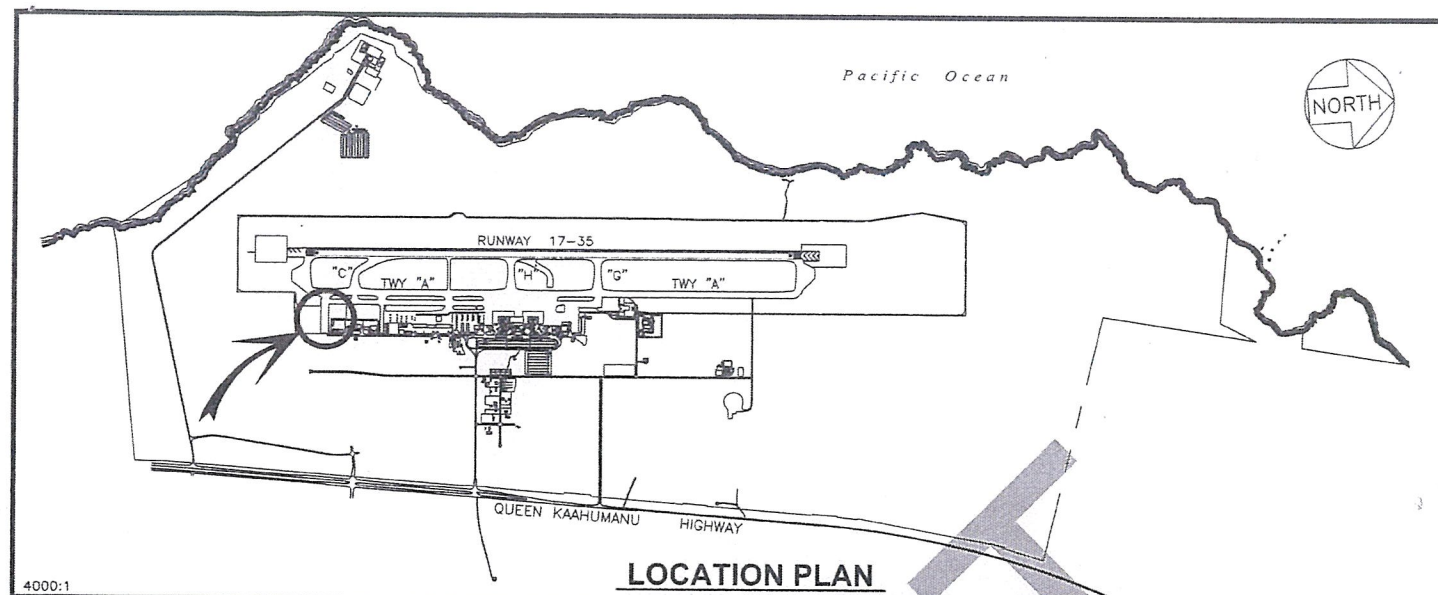 Pacific Ocean
NORTH
RUNWAY 17-35
"C"
TWY "A"
"H"
"G"
TWY "A"
QUEEN KAAHUMANU HIGHWAY
4000:1
LOCATION PLAN